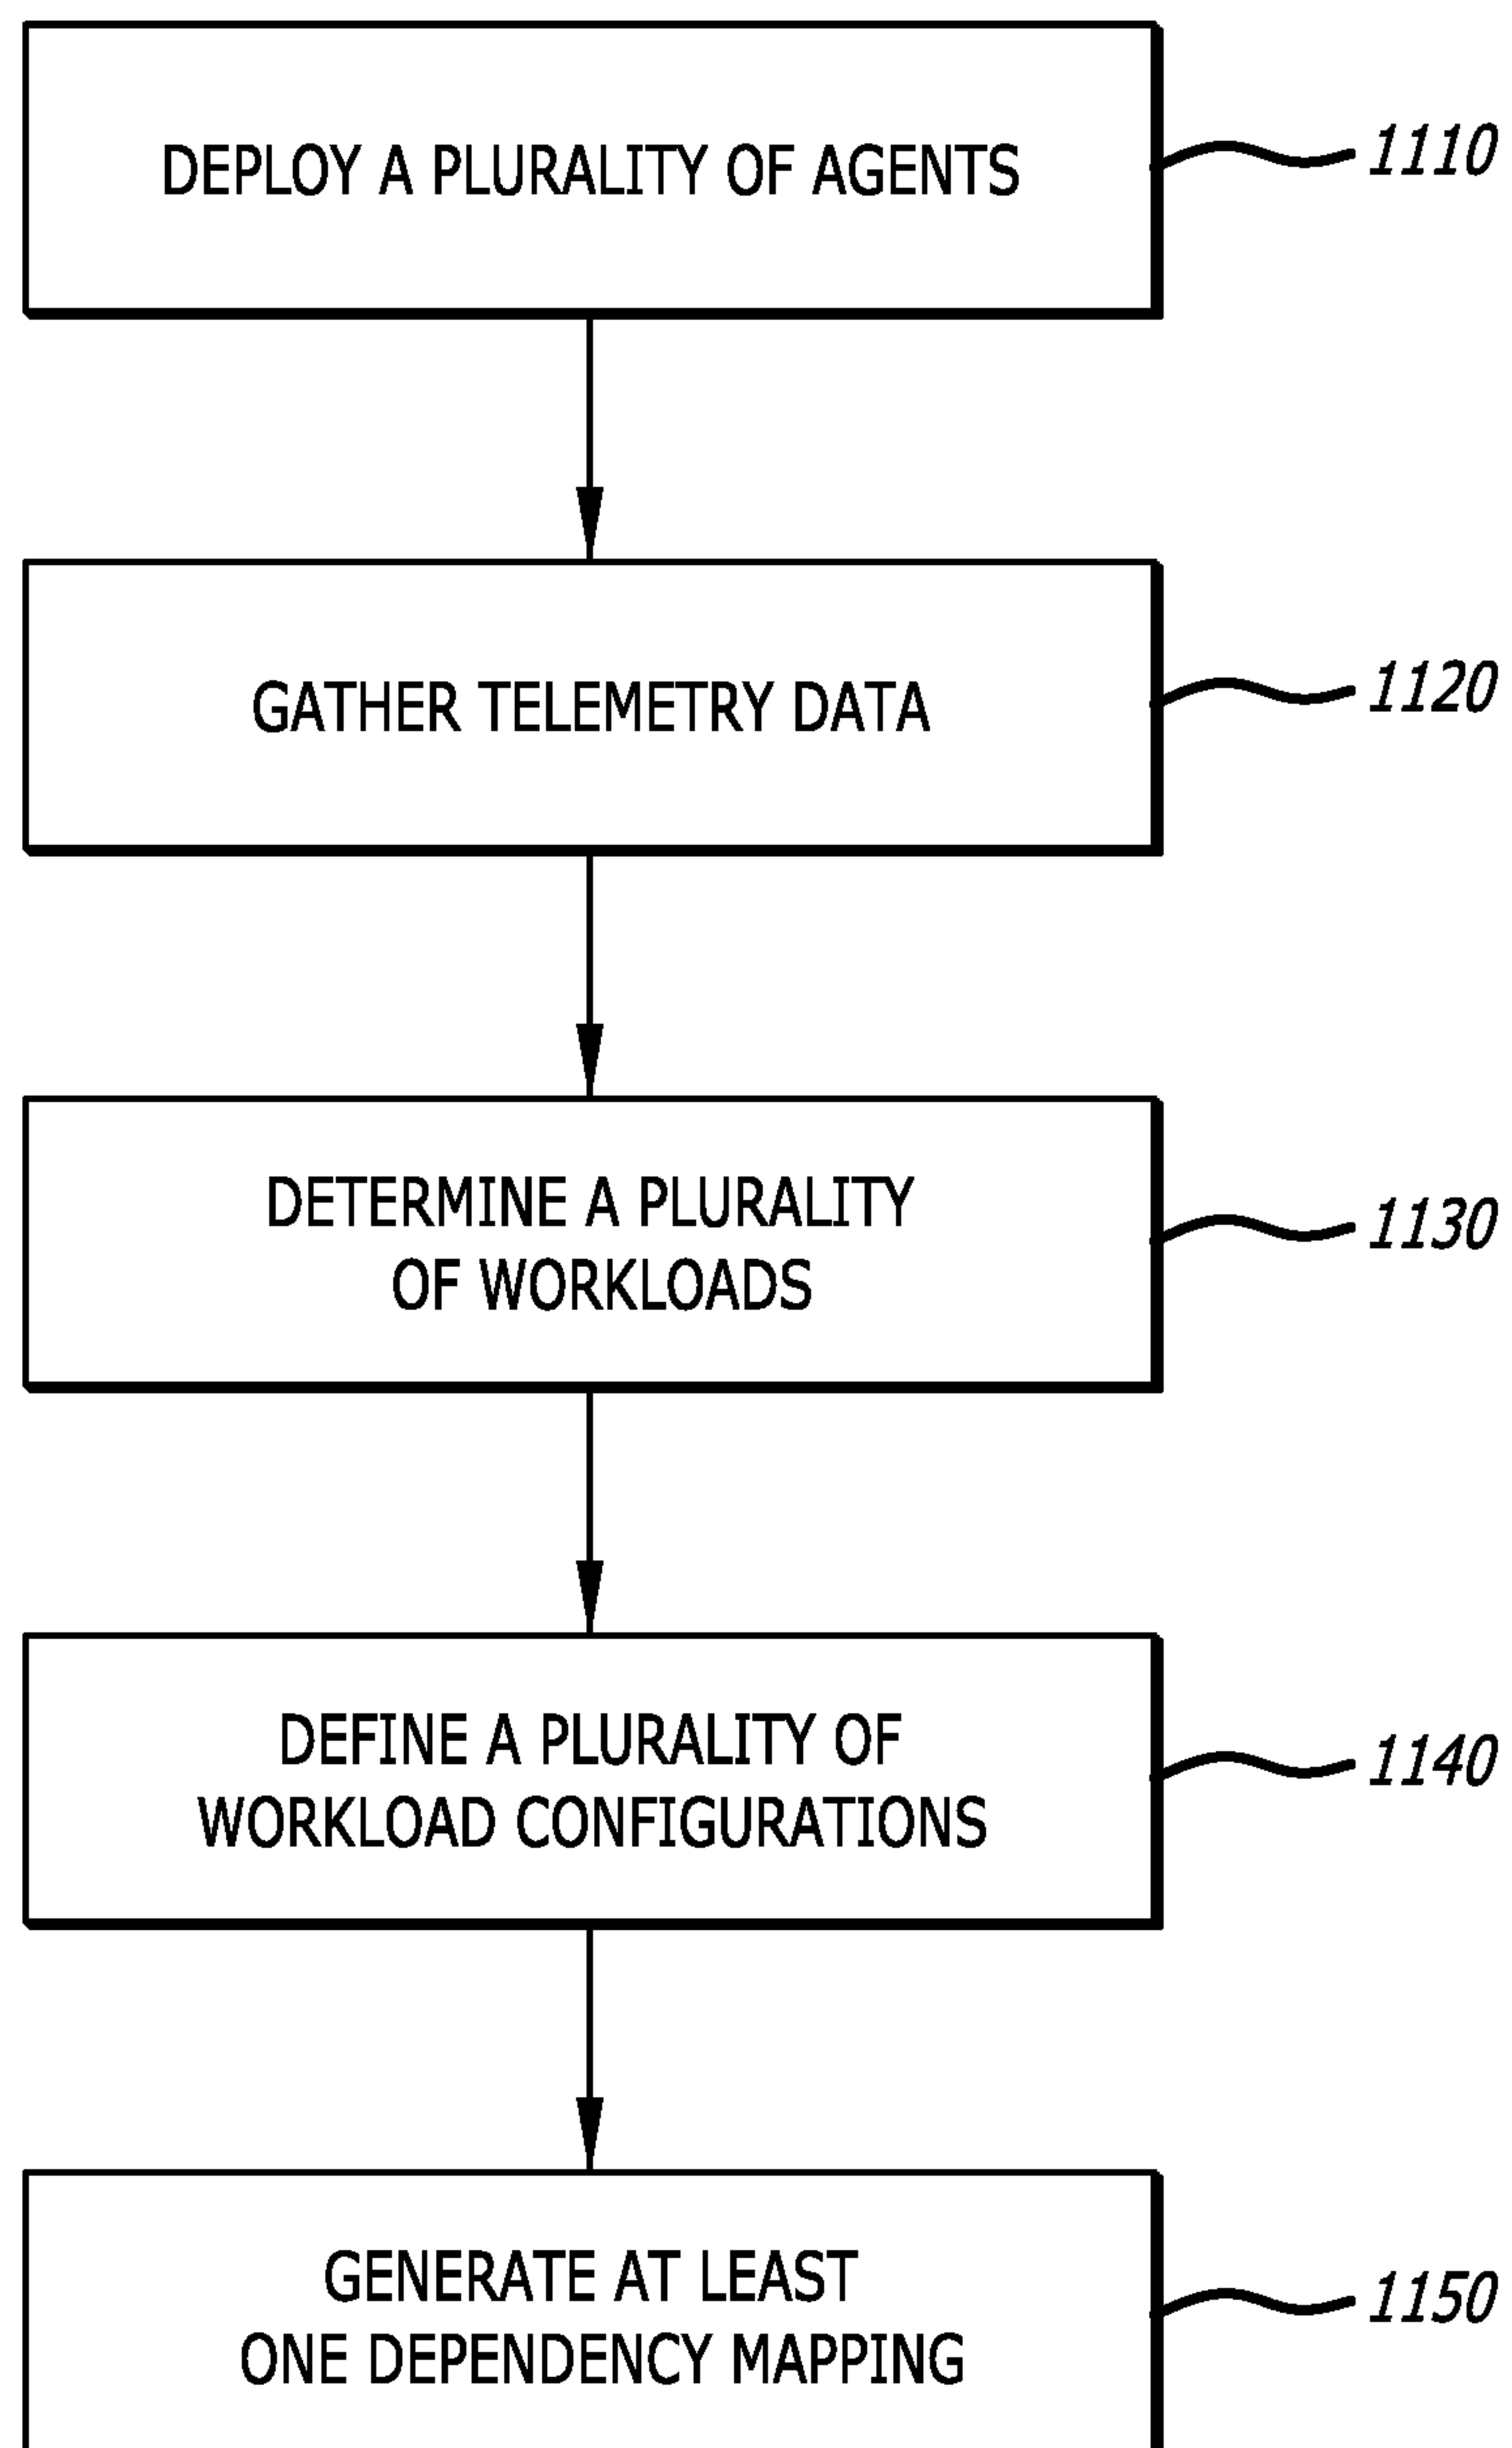 DEPLOY A PLURALITY OF AGENTS
1110
GATHER TELEMETRY DATA
1120
DETERMINE A PLURALITY
OF WORKLOADS
1130
DEFINE A PLURALITY OF
WORKLOAD CONFIGURATIONS
1140
GENERATE AT LEAST
ONE DEPENDENCY MAPPING
1150